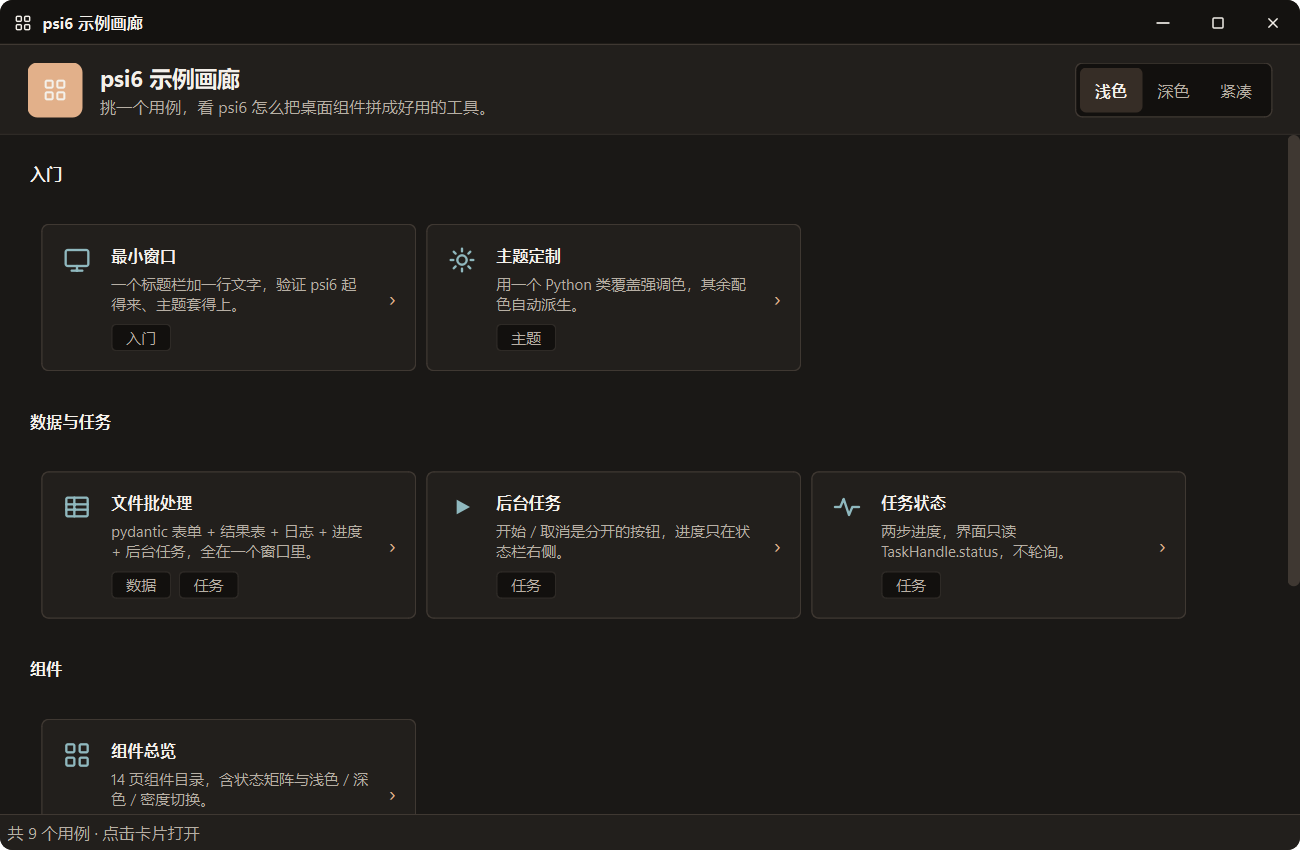 psi6 示例画廊
psi6 示例画廊
挑一个用例，看 psi6 怎么把桌面组件拼成好用的工具。
浅色
深色
紧凑
入门
最小窗口
一个标题栏加一行文字，验证 psi6 起
得来、主题套得上。
入门
主题定制
用一个 Python 类覆盖强调色，其余配
色自动派生。
主题
数据与任务
文件批处理
pydantic 表单 + 结果表 + 日志 + 进度
+ 后台任务，全在一个窗口里。
数据
任务
后台任务
开始 / 取消是分开的按钮，进度只在状
态栏右侧。
任务
任务状态
两步进度，界面只读
TaskHandle.status，不轮询。
任务
组件
组件总览
14 页组件目录，含状态矩阵与浅色 / 深
色 / 密度切换。
共 9 个用例 · 点击卡片打开